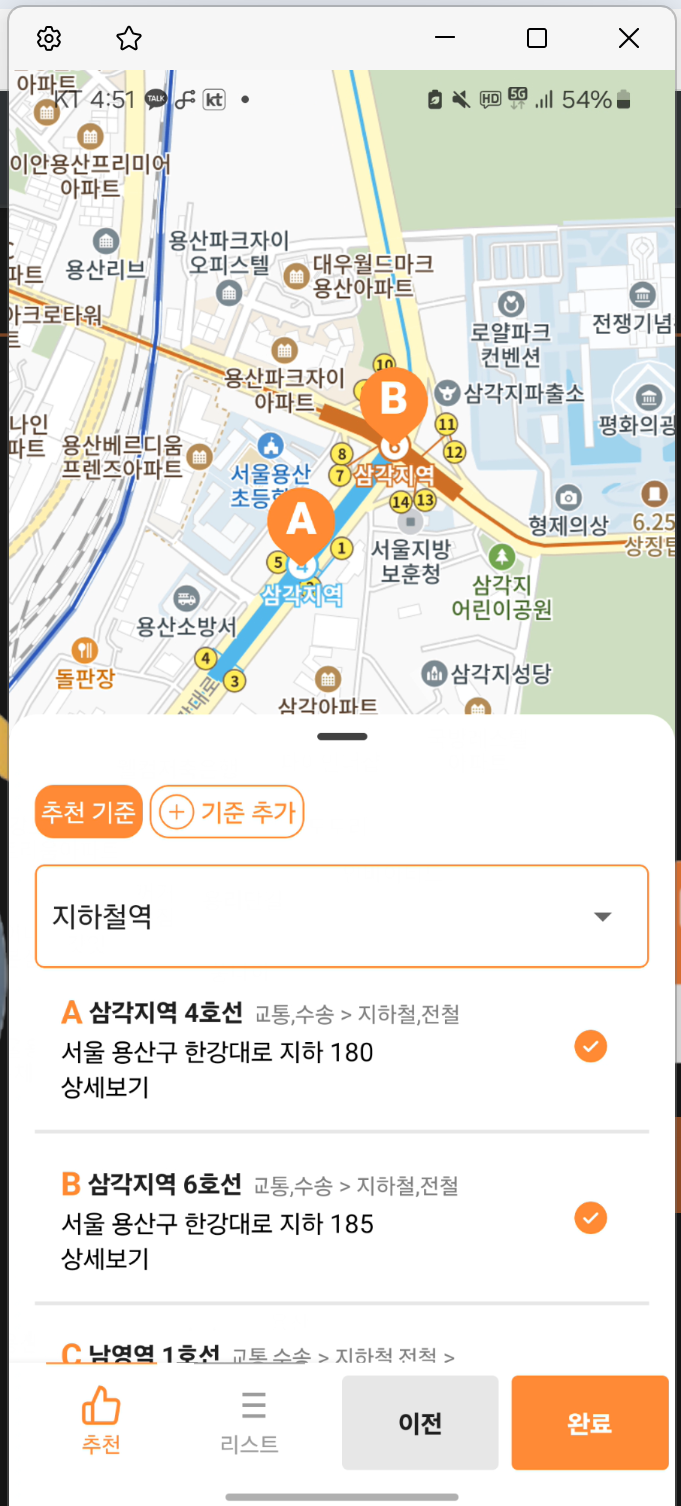 아파트
KT 4:51 TALK kt •
HD 5G 54%
이안용산프리미어
아파트
용산리브
용산파크자이
오피스텔
대우월드마크
용산아파트
로얄파크
컨벤션
전쟁기념
파트
아크로타워
용산파크자이
아파트
10
B
삼각지파출소
평화의광
나인
파트
용산베르디움
프렌즈아파트
서울용산
초등학
8
7
6
11
12
삼각지역
14 13
A
형제의상
6.25
상징탑
5
4
1
서울지방
보훈청
삼각지
어린이공원
삼각지역
용산소방서
돌판장
4
3
삼각지성당
삼각아파트
추천 기준
기준 추가
지하철역
A 삼각지역 4호선 교통,수송 > 지하철,전철
서울 용산구 한강대로 지하 180
상세보기
B 삼각지역 6호선 교통,수송 > 지하철,전철
서울 용산구 한강대로 지하 185
상세보기
C 남영역 1호선 교통,수송 > 지하철,전철 >
추천
리스트
이전
완료